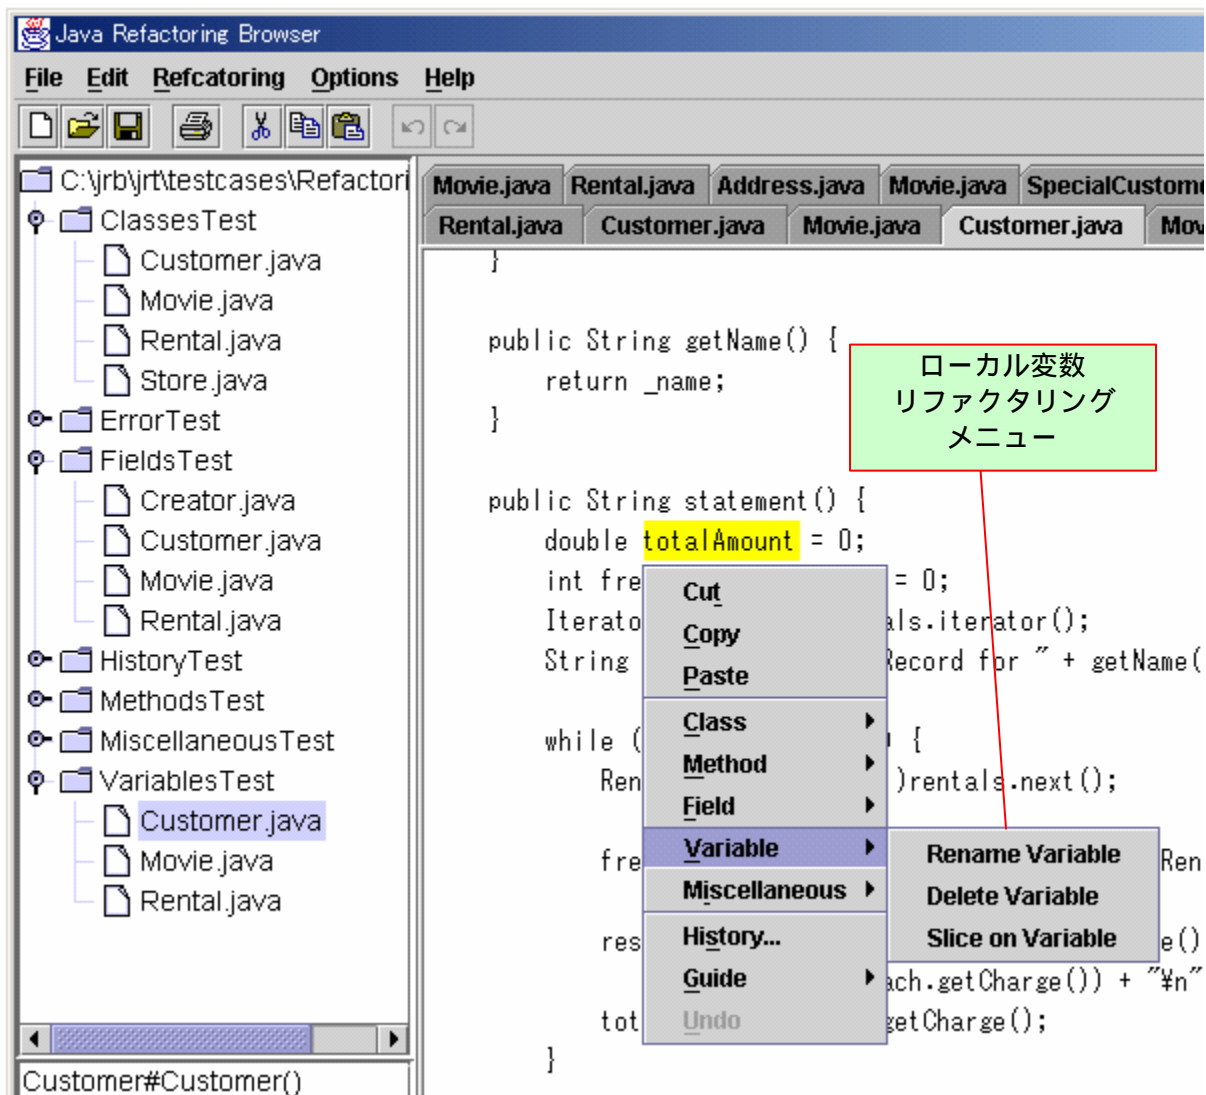 Java Refactoring Browser
File Edit Refcatoring Options Help
C:\jrb\jrt\testcases\Refactori
ClassesTest
Customer.java
Movie.java
Rental.java
Store.java
ErrorTest
FieldsTest
Creator.java
Customer.java
Movie.java
Rental.java
HistoryTest
MethodsTest
MiscellaneousTest
VariablesTest
Customer.java
Movie.java
Rental.java
Customer#Customer()
Movie.java Rental.java Address.java Movie.java SpecialCustome
Rental.java Customer.java Movie.java Customer.java Mov
}
public String getName() {
return _name;
}
public String statement() {
double totalAmount = 0;
int fre = 0;
Iterato als.iterator();
String Record for " + getName(
while ( {
Ren )rentals.next();
fre Ren
res e()
ach.getCharge()) + "¥n"
tot getCharge();
}
ローカル変数
リファクタリング
メニュー
Cut
Copy
Paste
Class
Method
Field
Variable
Miscellaneous
History...
Guide
Undo
Rename Variable
Delete Variable
Slice on Variable